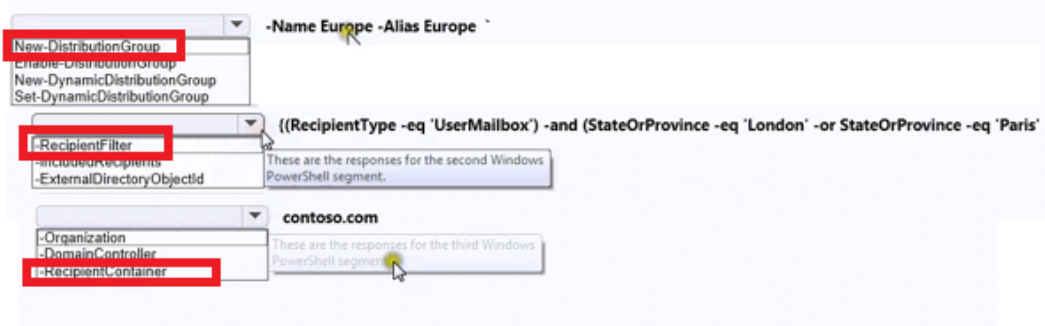 -Name Europe -Alias Europe `
New-DistributionGroup
Enable-DistributionGroup
New-DynamicDistributionGroup
Set-DynamicDistributionGroup
{(RecipientType -eq 'UserMailbox') -and (StateOrProvince -eq 'London' -or StateOrProvince -eq 'Paris'
-RecipientFilter
-IncludedRecipients
-ExternalDirectoryObjectId
These are the responses for the second Windows
PowerShell segment.
contoso.com
-Organization
-DomainController
-RecipientContainer
These are the responses for the third Windows
PowerShell segment